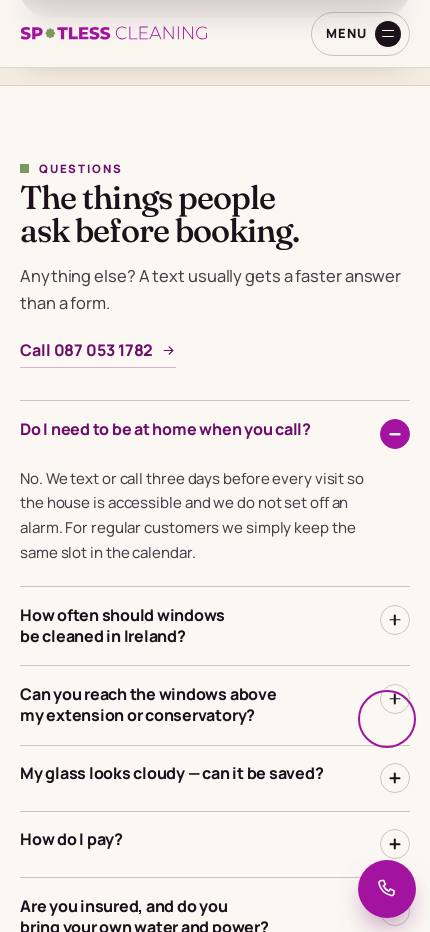 SPOTLESS CLEANING
MENU
QUESTIONS
The things people
ask before booking.
Anything else? A text usually gets a faster answer
than a form.
Call 087 053 1782 →
Do I need to be at home when you call?
No. We text or call three days before every visit so
the house is accessible and we do not set off an
alarm. For regular customers we simply keep the
same slot in the calendar.
How often should windows
be cleaned in Ireland?
Can you reach the windows above
my extension or conservatory?
My glass looks cloudy — can it be saved?
How do I pay?
Are you insured, and do you
bring your own water and power?